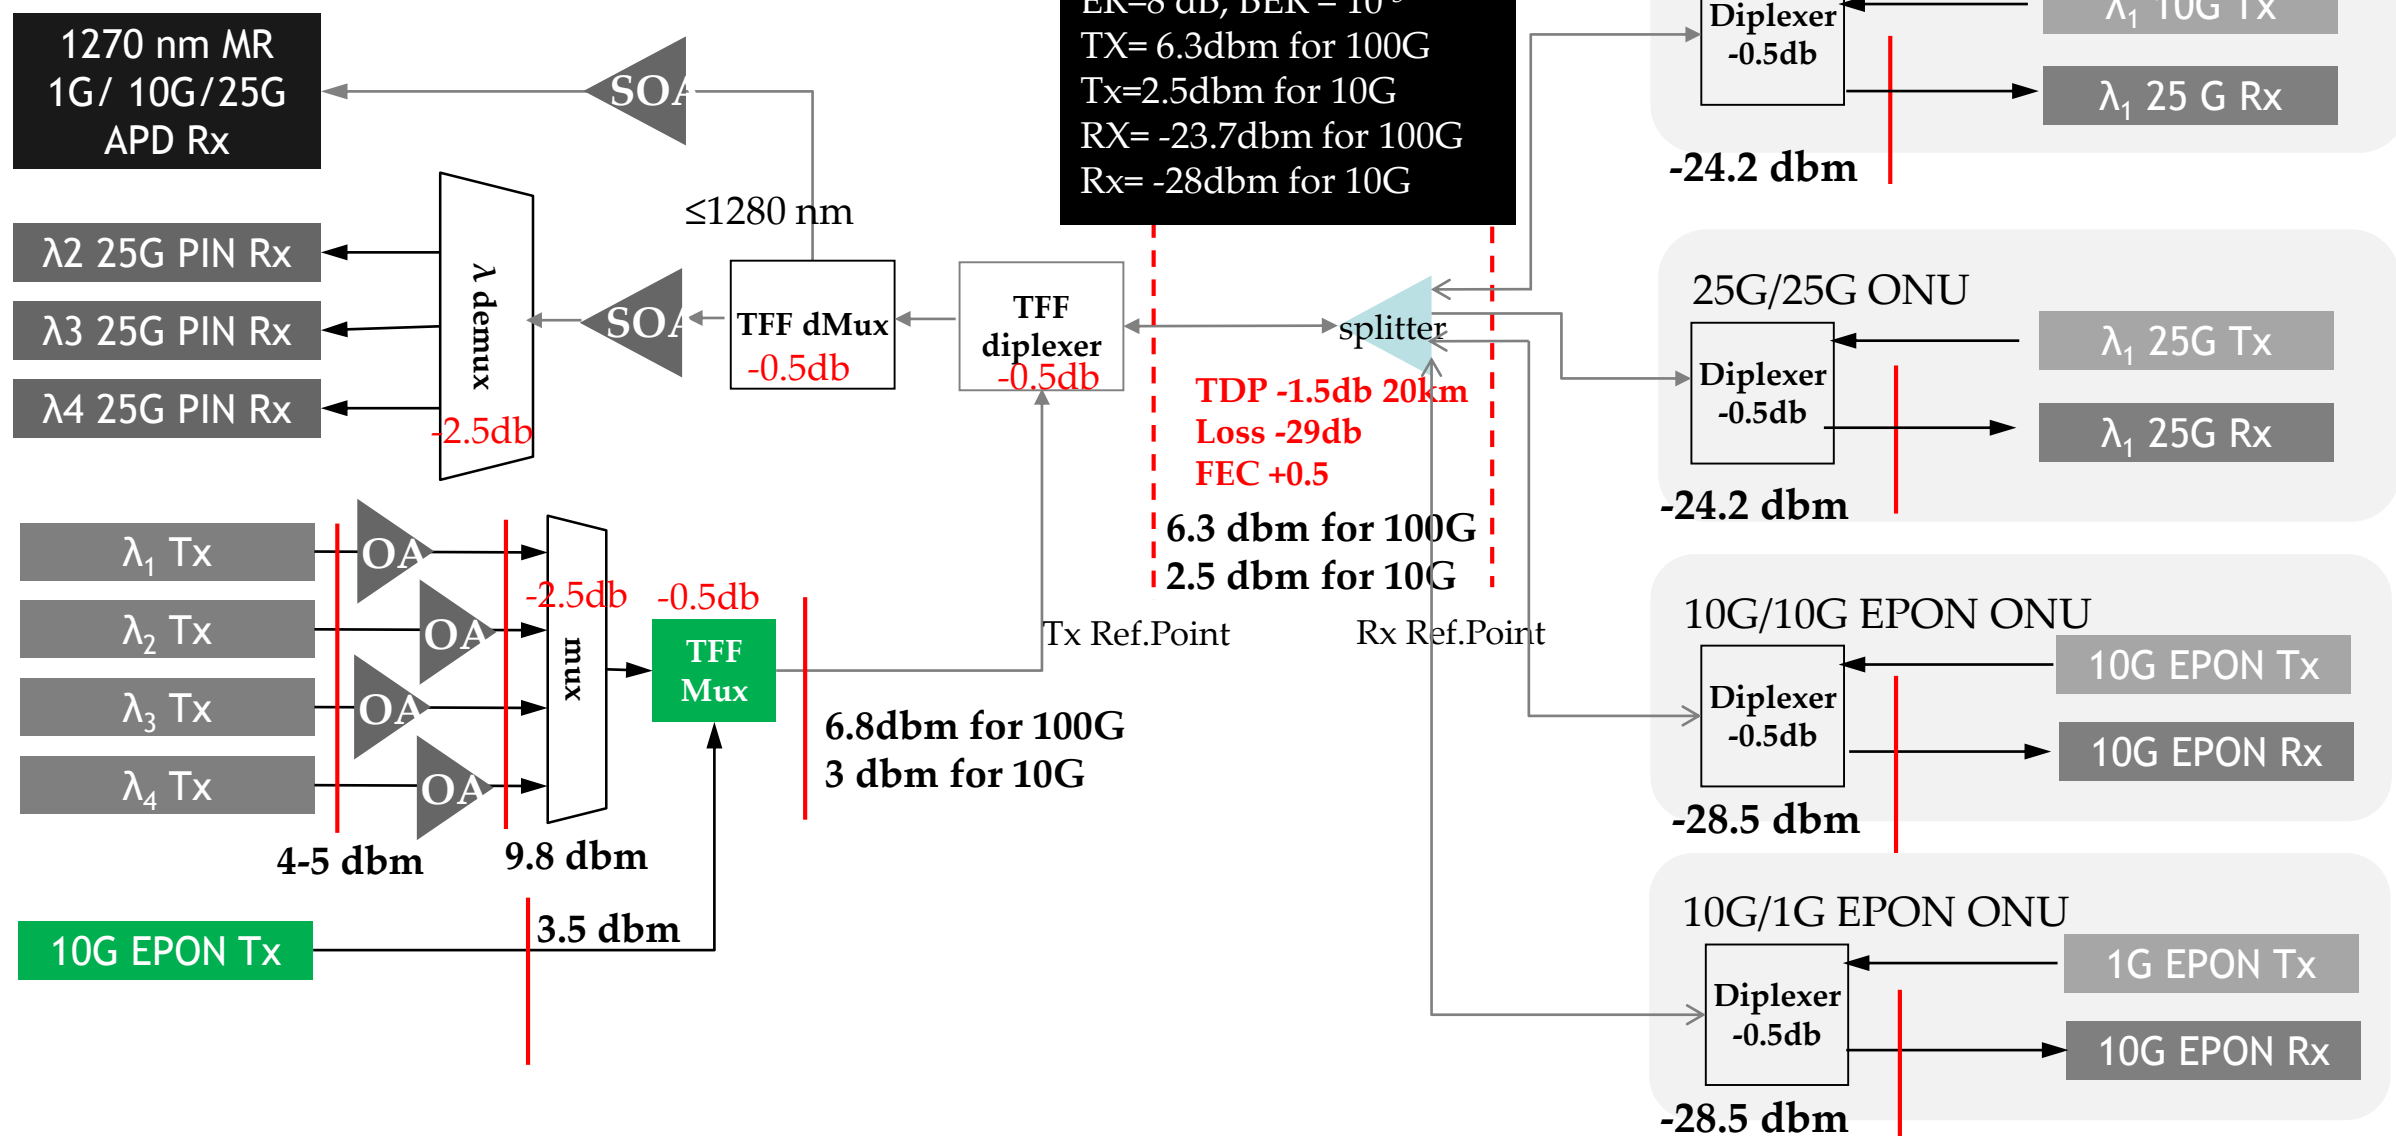 1270 nm MR
1G/ 10G/25G
APD Rx
SOA
≤1280 nm
λ2 25G PIN Rx
λ3 25G PIN Rx
λ4 25G PIN Rx
λ demux
-2.5db
SOA
TFF dMux
-0.5db
TFF
diplexer
-0.5db
ER=8 dB, BER = 10⁻³
TX= 6.3dbm for 100G
Tx=2.5dbm for 10G
RX= -23.7dbm for 100G
Rx= -28dbm for 10G
splitter
TDP -1.5db 20km
Loss -29db
FEC +0.5
6.3 dbm for 100G
2.5 dbm for 10G
Tx Ref.Point
Rx Ref.Point
λ₁ Tx
λ₂ Tx
λ₃ Tx
λ₄ Tx
OA
OA
OA
OA
-2.5db
mux
-0.5db
TFF
Mux
4-5 dbm
9.8 dbm
6.8dbm for 100G
3 dbm for 10G
10G EPON Tx
3.5 dbm
Diplexer
-0.5db
λ₁ 10G Tx
λ₁ 25 G Rx
-24.2 dbm
25G/25G ONU
Diplexer
-0.5db
λ₁ 25G Tx
λ₁ 25G Rx
-24.2 dbm
10G/10G EPON ONU
Diplexer
-0.5db
10G EPON Tx
10G EPON Rx
-28.5 dbm
10G/1G EPON ONU
Diplexer
-0.5db
1G EPON Tx
10G EPON Rx
-28.5 dbm